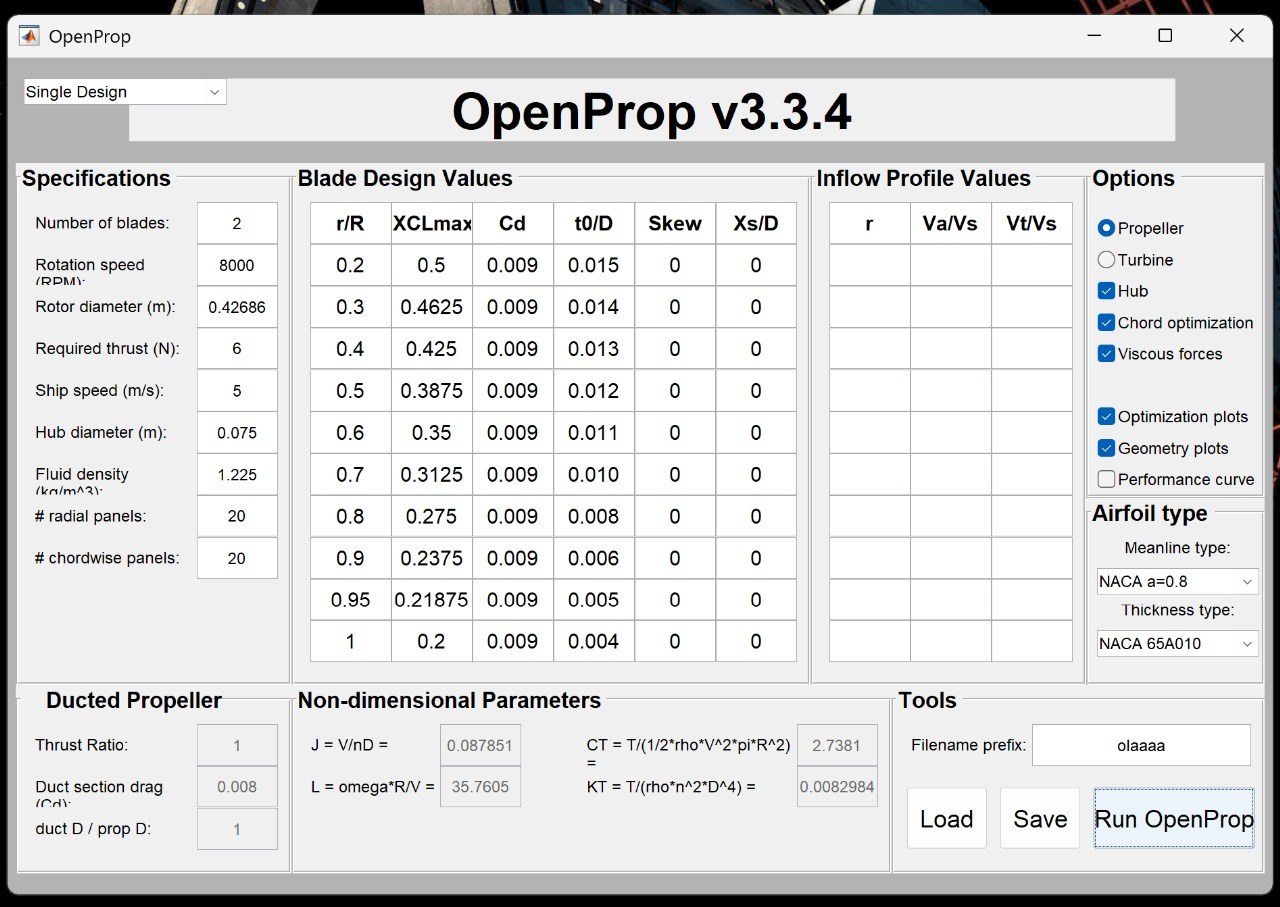 OpenProp
Single Design
OpenProp v3.3.4
Specifications
Number of blades: 2
Rotation speed (RPM): 8000
Rotor diameter (m): 0.42686
Required thrust (N): 6
Ship speed (m/s): 5
Hub diameter (m): 0.075
Fluid density (kg/m^3): 1.225
# radial panels: 20
# chordwise panels: 20
Blade Design Values
r/R XCLmax Cd t0/D Skew Xs/D
0.2 0.5 0.009 0.015 0 0
0.3 0.4625 0.009 0.014 0 0
0.4 0.425 0.009 0.013 0 0
0.5 0.3875 0.009 0.012 0 0
0.6 0.35 0.009 0.011 0 0
0.7 0.3125 0.009 0.010 0 0
0.8 0.275 0.009 0.008 0 0
0.9 0.2375 0.009 0.006 0 0
0.95 0.21875 0.009 0.005 0 0
1 0.2 0.009 0.004 0 0
Inflow Profile Values
r Va/Vs Vt/Vs
Options
Propeller
Turbine
Hub
Chord optimization
Viscous forces
Optimization plots
Geometry plots
Performance curve
Airfoil type
Meanline type:
NACA a=0.8
Thickness type:
NACA 65A010
Ducted Propeller
Thrust Ratio: 1
Duct section drag (Cd): 0.008
duct D / prop D: 1
Non-dimensional Parameters
J = V/nD = 0.087851
L = omega*R/V = 35.7605
CT = T/(1/2*rho*V^2*pi*R^2) = 2.7381
KT = T/(rho*n^2*D^4) = 0.0082984
Tools
Filename prefix: olaaaa
Load Save Run OpenProp